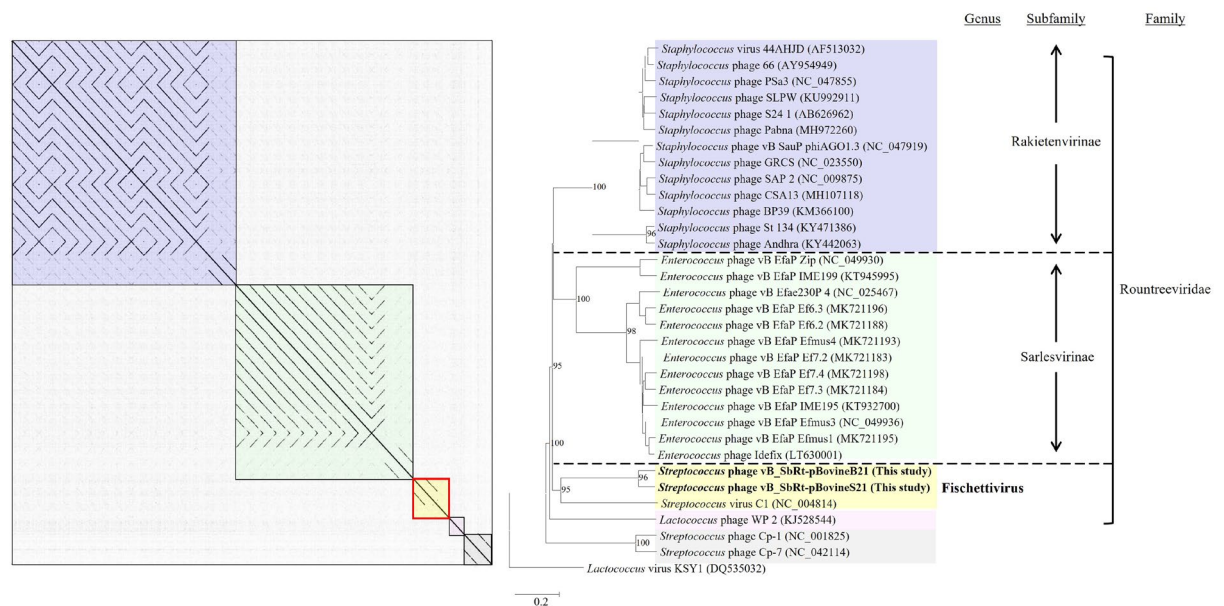 Genus Subfamily Family
Staphylococcus virus 44AHJD (AF513032)
Staphylococcus phage 66 (AY954949)
Staphylococcus phage PSa3 (NC_047855)
Staphylococcus phage SLPW (KU992911)
Staphylococcus phage S24 1 (AB626962)
Staphylococcus phage Pabna (MH972260)
Rakietenvirinae
Staphylococcus phage vB SauP phiAGO1.3 (NC_047919)
Staphylococcus phage GRCS (NC_023550)
Staphylococcus phage SAP 2 (NC_009875)
100
Staphylococcus phage CSA13 (MH107118)
Staphylococcus phage BP39 (KM366100)
Staphylococcus phage St 134 (KY471386)
96
Staphylococcus phage Andhra (KY442063)
Enterococcus phage vB EfaP Zip (NC_049930)
Enterococcus phage vB EfaP IME199 (KT945995)
Rountreeviridae
Enterococcus phage vB Efae230P 4 (NC_025467)
100
Enterococcus phage vB EfaP Ef6.3 (MK721196)
Enterococcus phage vB EfaP Ef6.2 (MK721188)
98
Enterococcus phage vB EfaP Efmus4 (MK721193)
Enterococcus phage vB EfaP Ef7.2 (MK721183)
Sarlesvirinae
95
Enterococcus phage vB EfaP Ef7.4 (MK721198)
Enterococcus phage vB EfaP Ef7.3 (MK721184)
Enterococcus phage vB EfaP IME195 (KT932700)
Enterococcus phage vB EfaP Efmus3 (NC_049936)
Enterococcus phage vB EfaP Efmus1 (MK721195)
100
Enterococcus phage Idefix (LT630001)
Streptococcus phage vB_SbRt-pBovineB21 (This study)
96
Streptococcus phage vB_SbRt-pBovineS21 (This study) Fischettivirus
95
Streptococcus virus C1 (NC_004814)
Lactococcus phage WP 2 (KJ528544)
Streptococcus phage Cp-1 (NC_001825)
100
Streptococcus phage Cp-7 (NC_042114)
Lactococcus virus KSY1 (DQ535032)
0.2